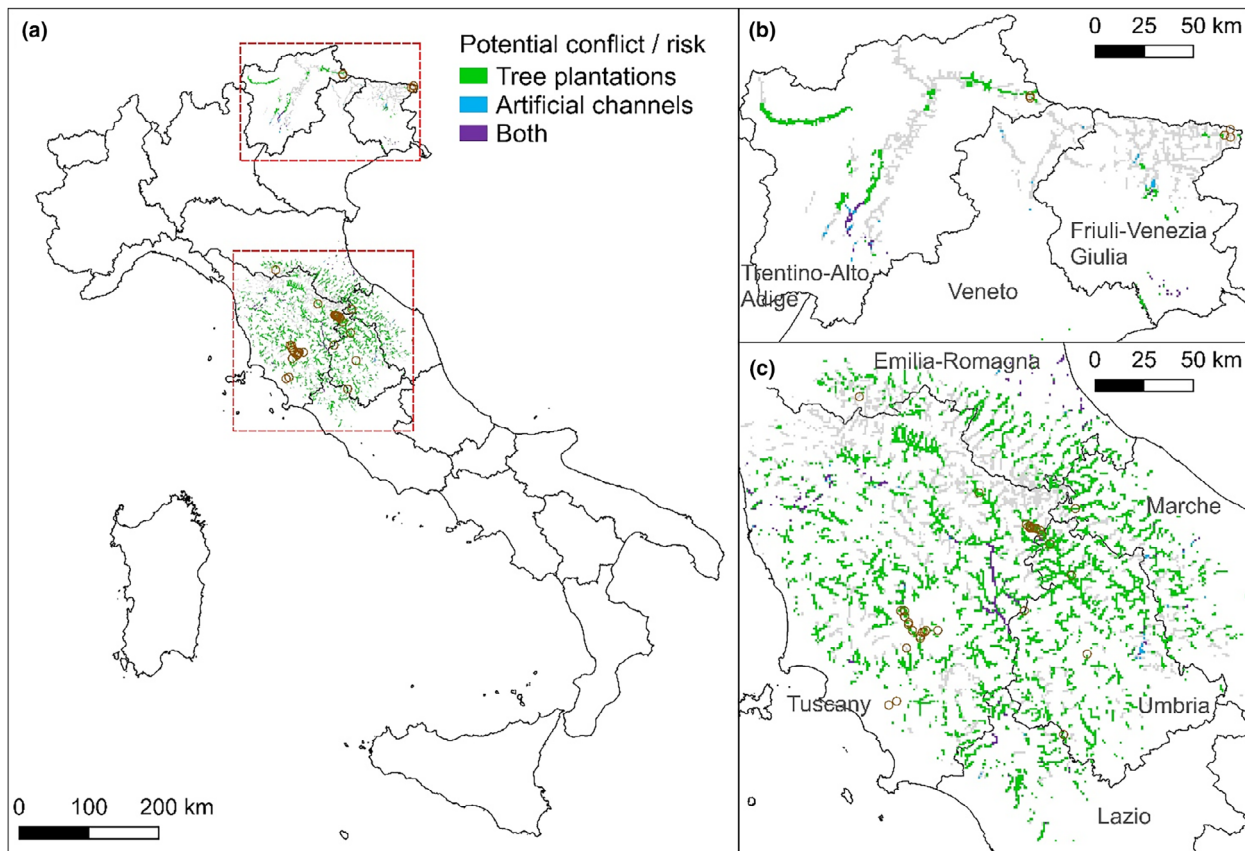 (a)
Potential conflict / risk
Tree plantations
Artificial channels
Both
0 100 200 km
(b)
0 25 50 km
Trentino-Alto
Adige
Veneto
Friuli-Venezia
Giulia
(c)
Emilia-Romagna
0 25 50 km
Marche
Tuscany
Umbria
Lazio